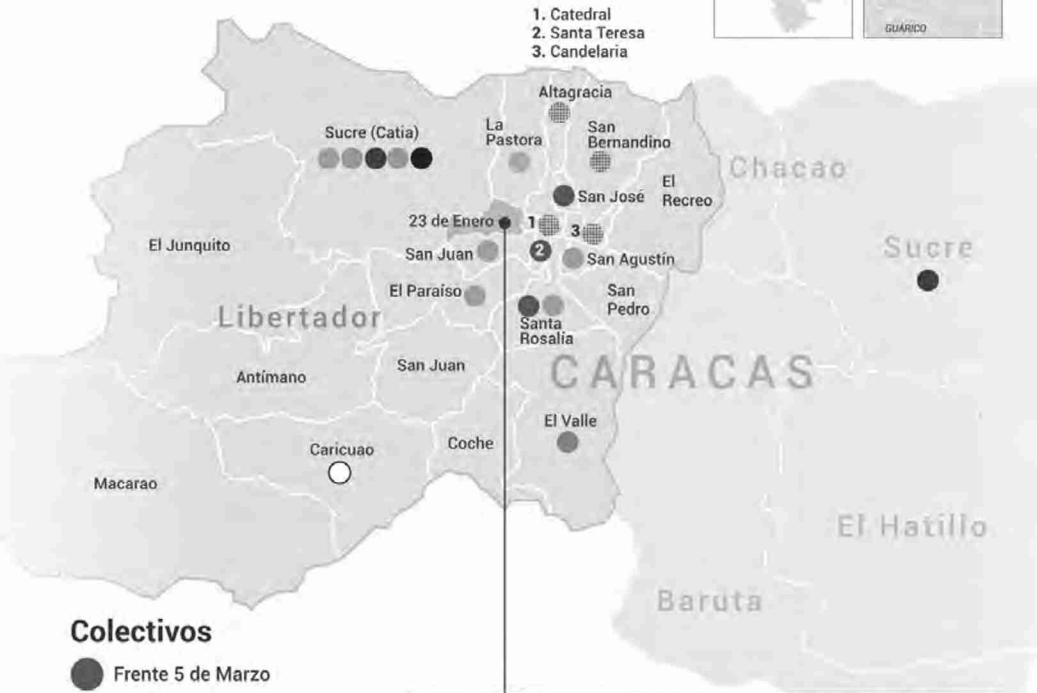 1. Catedral
2. Santa Teresa
3. Candelaria
GUÁRICO
Altagracia
La
Pastora
San
Bernandino
Sucre (Catia)
Chacao
San José
El
Recreo
23 de Enero
1
3
El Junquito
San Juan
2
San Agustín
Sucre
El Paraíso
San
Pedro
Libertador
Santa
Rosalía
San Juan
CARACAS
Antímano
El Valle
Coche
Caricuao
Macarao
El Hatillo
Baruta
Colectivos
Frente 5 de Marzo